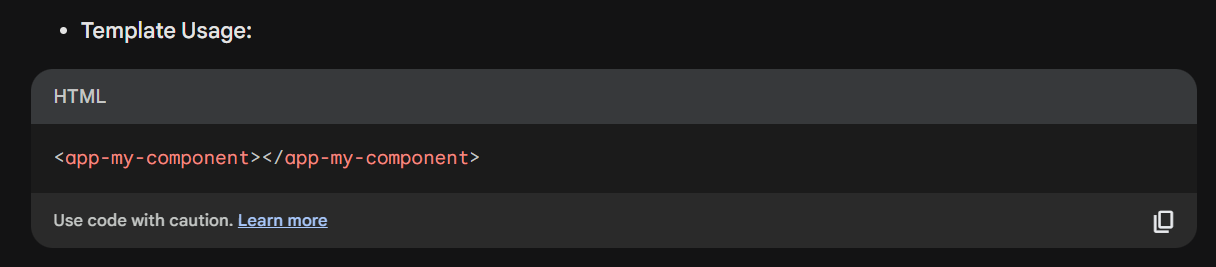 • Template Usage:
HTML
<app-my-component></app-my-component>
Use code with caution. Learn more